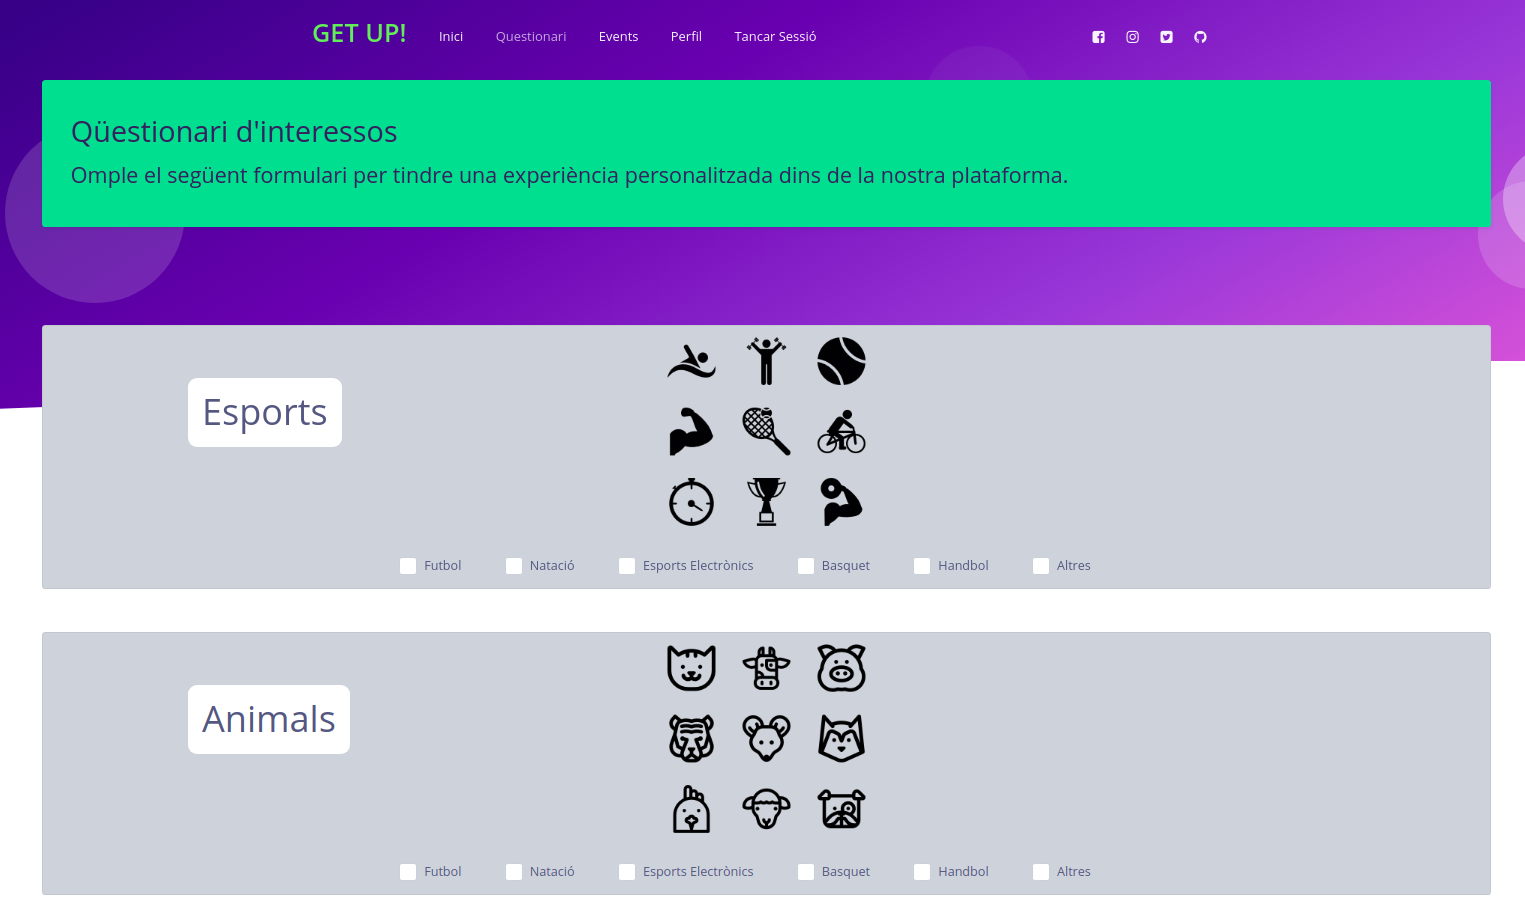 GET UP! Inici Questionari Events Perfil Tancar Sessió
Qüestionari d'interessos
Omple el següent formulari per tindre una experiència personalitzada dins de la nostra plataforma.
Esports
Futbol Natació Esports Electrònics Basquet Handbol Altres
Animals
Futbol Natació Esports Electrònics Basquet Handbol Altres